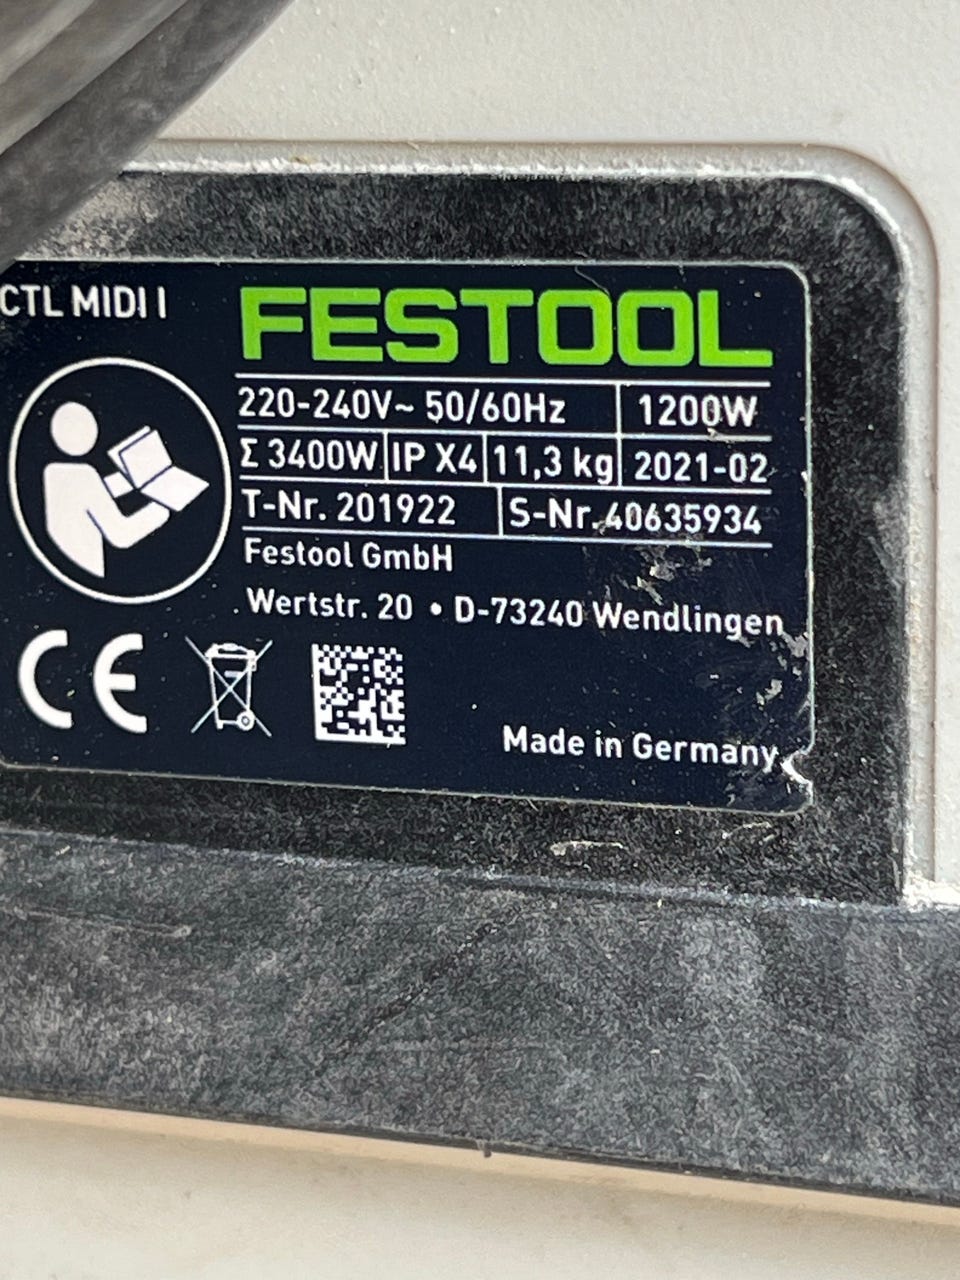 CTL MIDI I
FESTOOL
220-240V~ 50/60Hz 1200W
Σ 3400W IP X4 11,3 kg 2021-02
T-Nr. 201922 S-Nr. 40635934
Festool GmbH
Wertstr. 20 • D-73240 Wendlingen
CE
Made in Germany